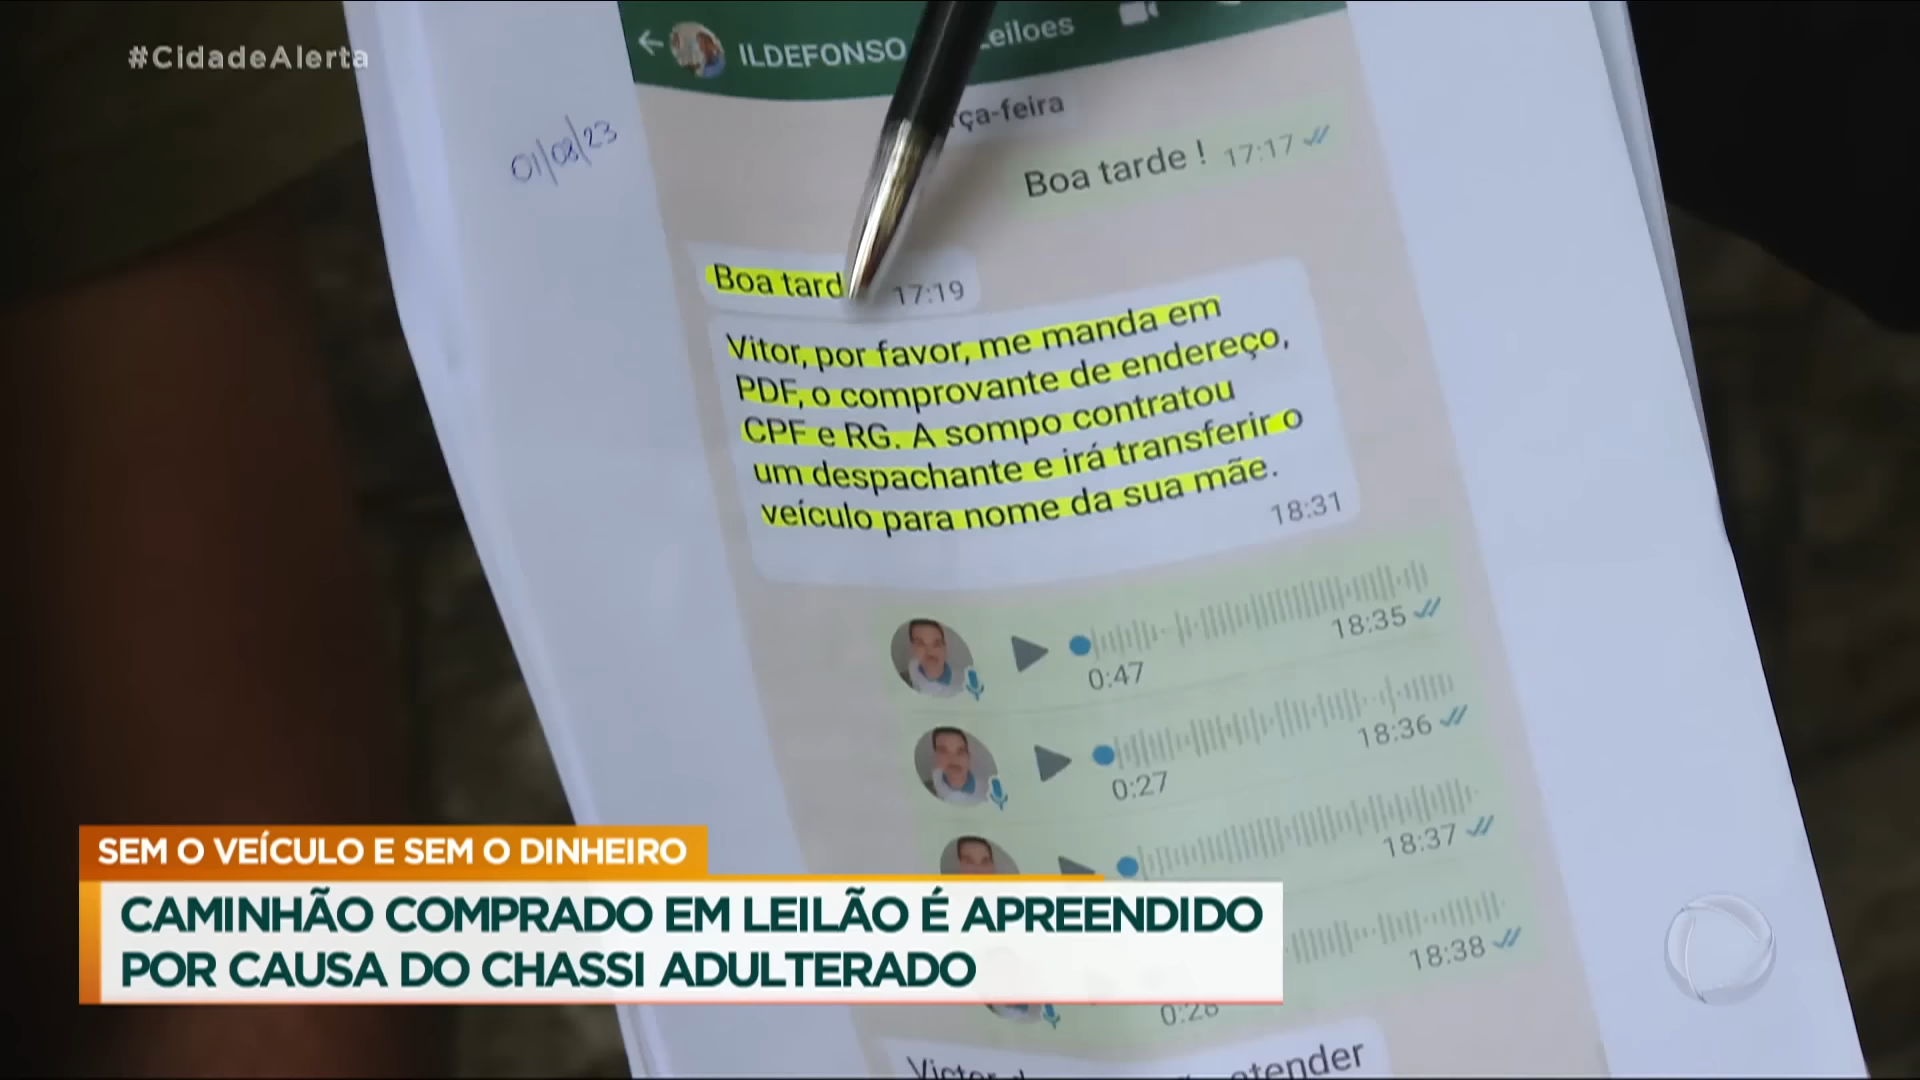 #CidadeAlerta
ILDEFONSO Leiloes
01/08/23
rça-feira
Boa tarde ! 17:17
Boa tard 17:19
Vitor, por favor, me manda em
PDF, o comprovante de endereço,
CPF e RG. A sompo contratou
um despachante e irá transferir o
veículo para nome da sua mãe.
18:31
0:47 18:35
0:27 18:36
18:37
18:38
0:28
SEM O VEÍCULO E SEM O DINHEIRO
CAMINHÃO COMPRADO EM LEILÃO É APREENDIDO
POR CAUSA DO CHASSI ADULTERADO